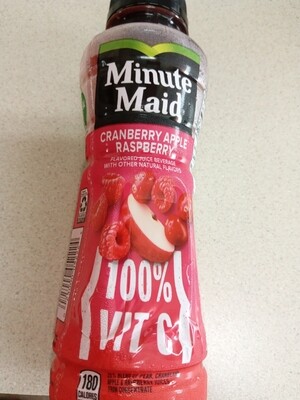 Minute
Maid
CRANBERRY APPLE
RASPBERRY
FLAVORED JUICE BEVERAGE
WITH OTHER NATURAL FLAVORS
100%
VIT C
180
CALORIES